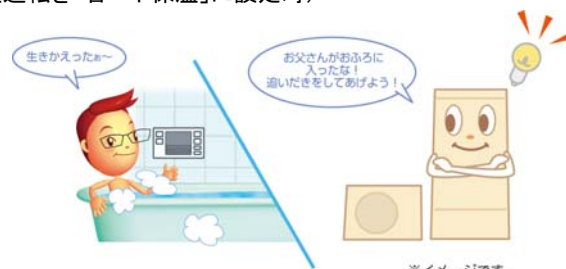 生きかえったぁ～
お父さんがおふろに
入ったな！
追いだきをしてあげよう！
※イメージです